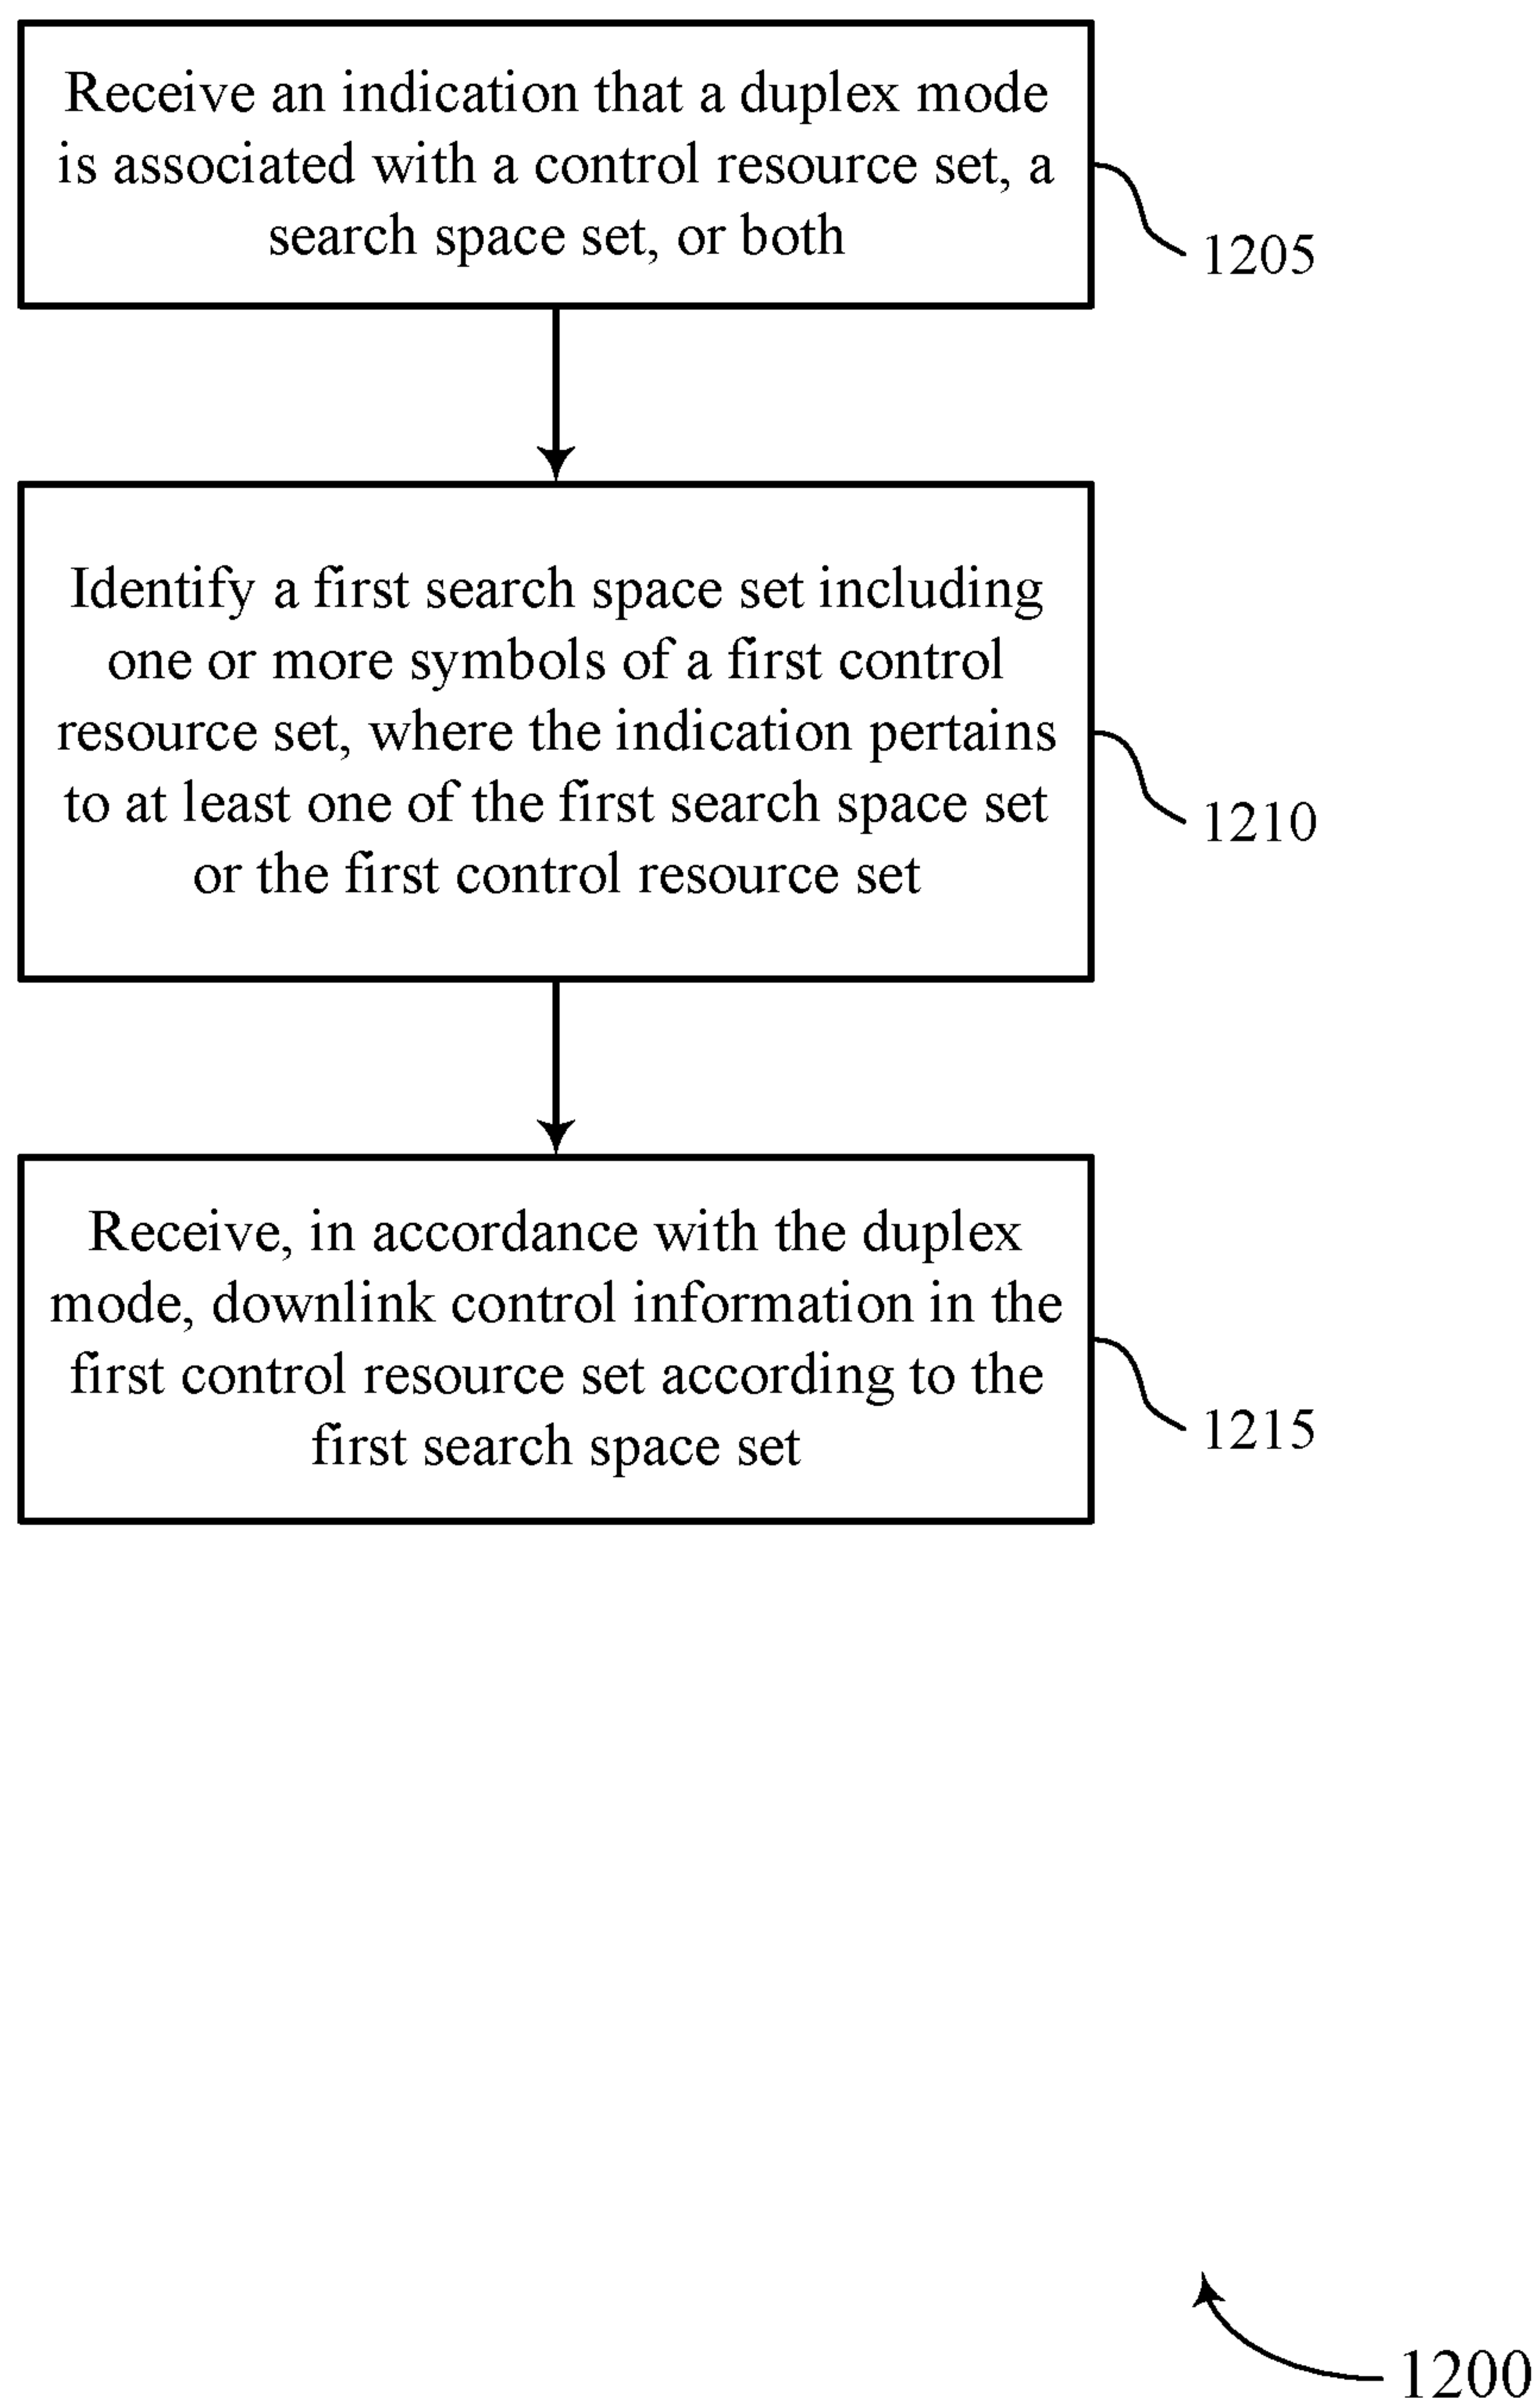 Receive an indication that a duplex mode
is associated with a control resource set, a
search space set, or both
1205
Identify a first search space set including
one or more symbols of a first control
resource set, where the indication pertains
to at least one of the first search space set
or the first control resource set
1210
Receive, in accordance with the duplex
mode, downlink control information in the
first control resource set according to the
first search space set
1215
1200